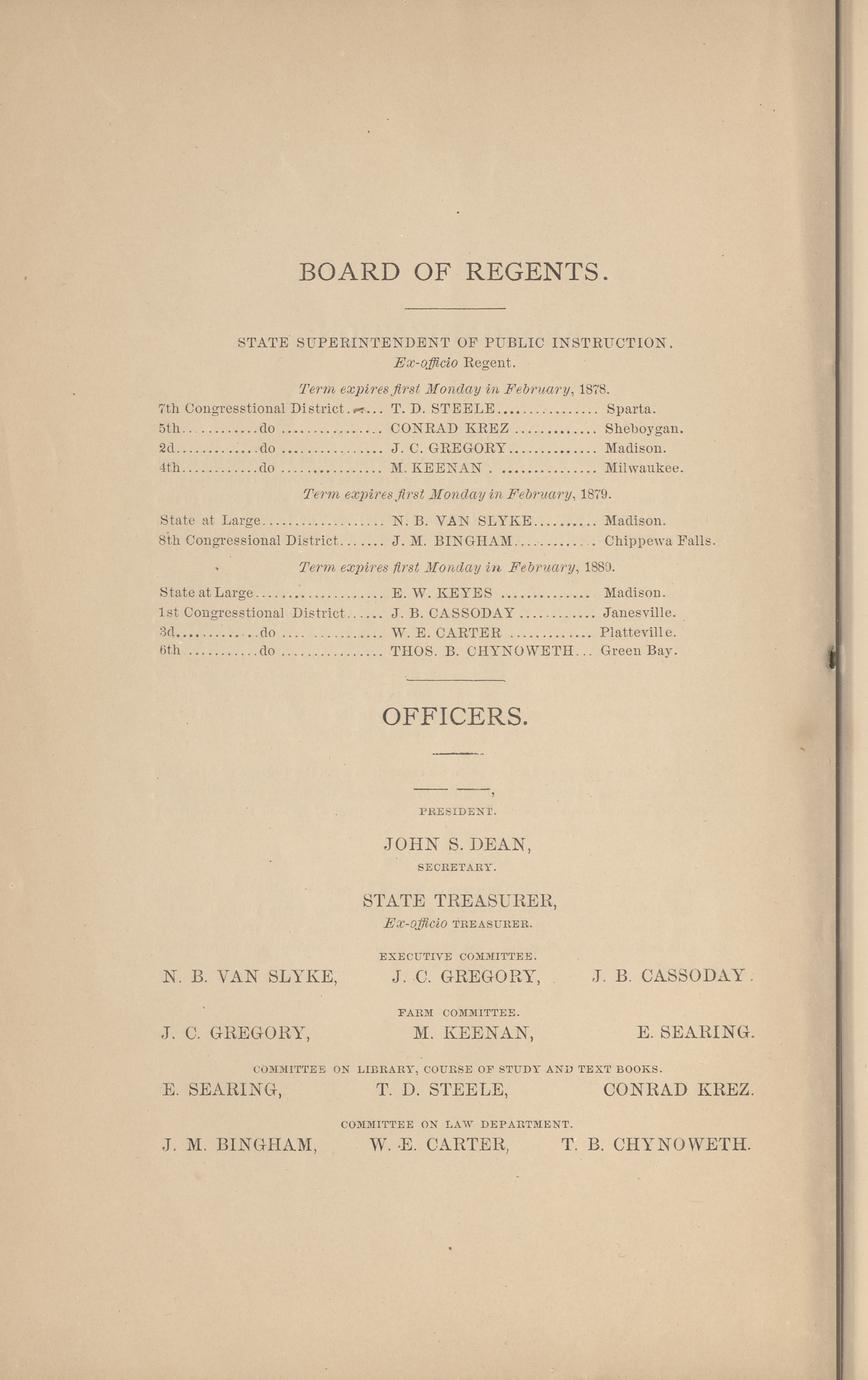 BOARD OF REGENTS.
STATE SUPERINTENDENT OF PUBLIC INSTRUCTION.
Ex-officio Regent.
Term expires first Monday in February, 1878.
7th Congresstional District...... T. D. STEELE................ Sparta.
5th............do ................ CONRAD KREZ ............. Sheboygan.
2d.............do ................ J. C. GREGORY.............. Madison.
4th............do ................ M. KEENAN . ............... Milwaukee.
Term expires first Monday in February, 1879.
State at Large................... N. B. VAN SLYKE.......... Madison.
8th Congressional District....... J. M. BINGHAM............. Chippewa Falls.
Term expires first Monday in February, 1880.
State at Large.................... E. W. KEYES ............... Madison.
1st Congresstional District...... J. B. CASSODAY ............ Janesville.
3d.............do .... ........... W. E. CARTER ............. Platteville.
6th ...........do ................ THOS. B. CHYNOWETH... Green Bay.
OFFICERS.
—— ——,
PRESIDENT.
JOHN S. DEAN,
SECRETARY.
STATE TREASURER,
Ex-officio TREASURER.
EXECUTIVE COMMITTEE.
N. B. VAN SLYKE, J. C. GREGORY, J. B. CASSODAY.
FARM COMMITTEE.
J. C. GREGORY, M. KEENAN, E. SEARING.
COMMITTEE ON LIBRARY, COURSE OF STUDY AND TEXT BOOKS.
E. SEARING, T. D. STEELE, CONRAD KREZ.
COMMITTEE ON LAW DEPARTMENT.
J. M. BINGHAM, W. E. CARTER, T. B. CHYNOWETH.